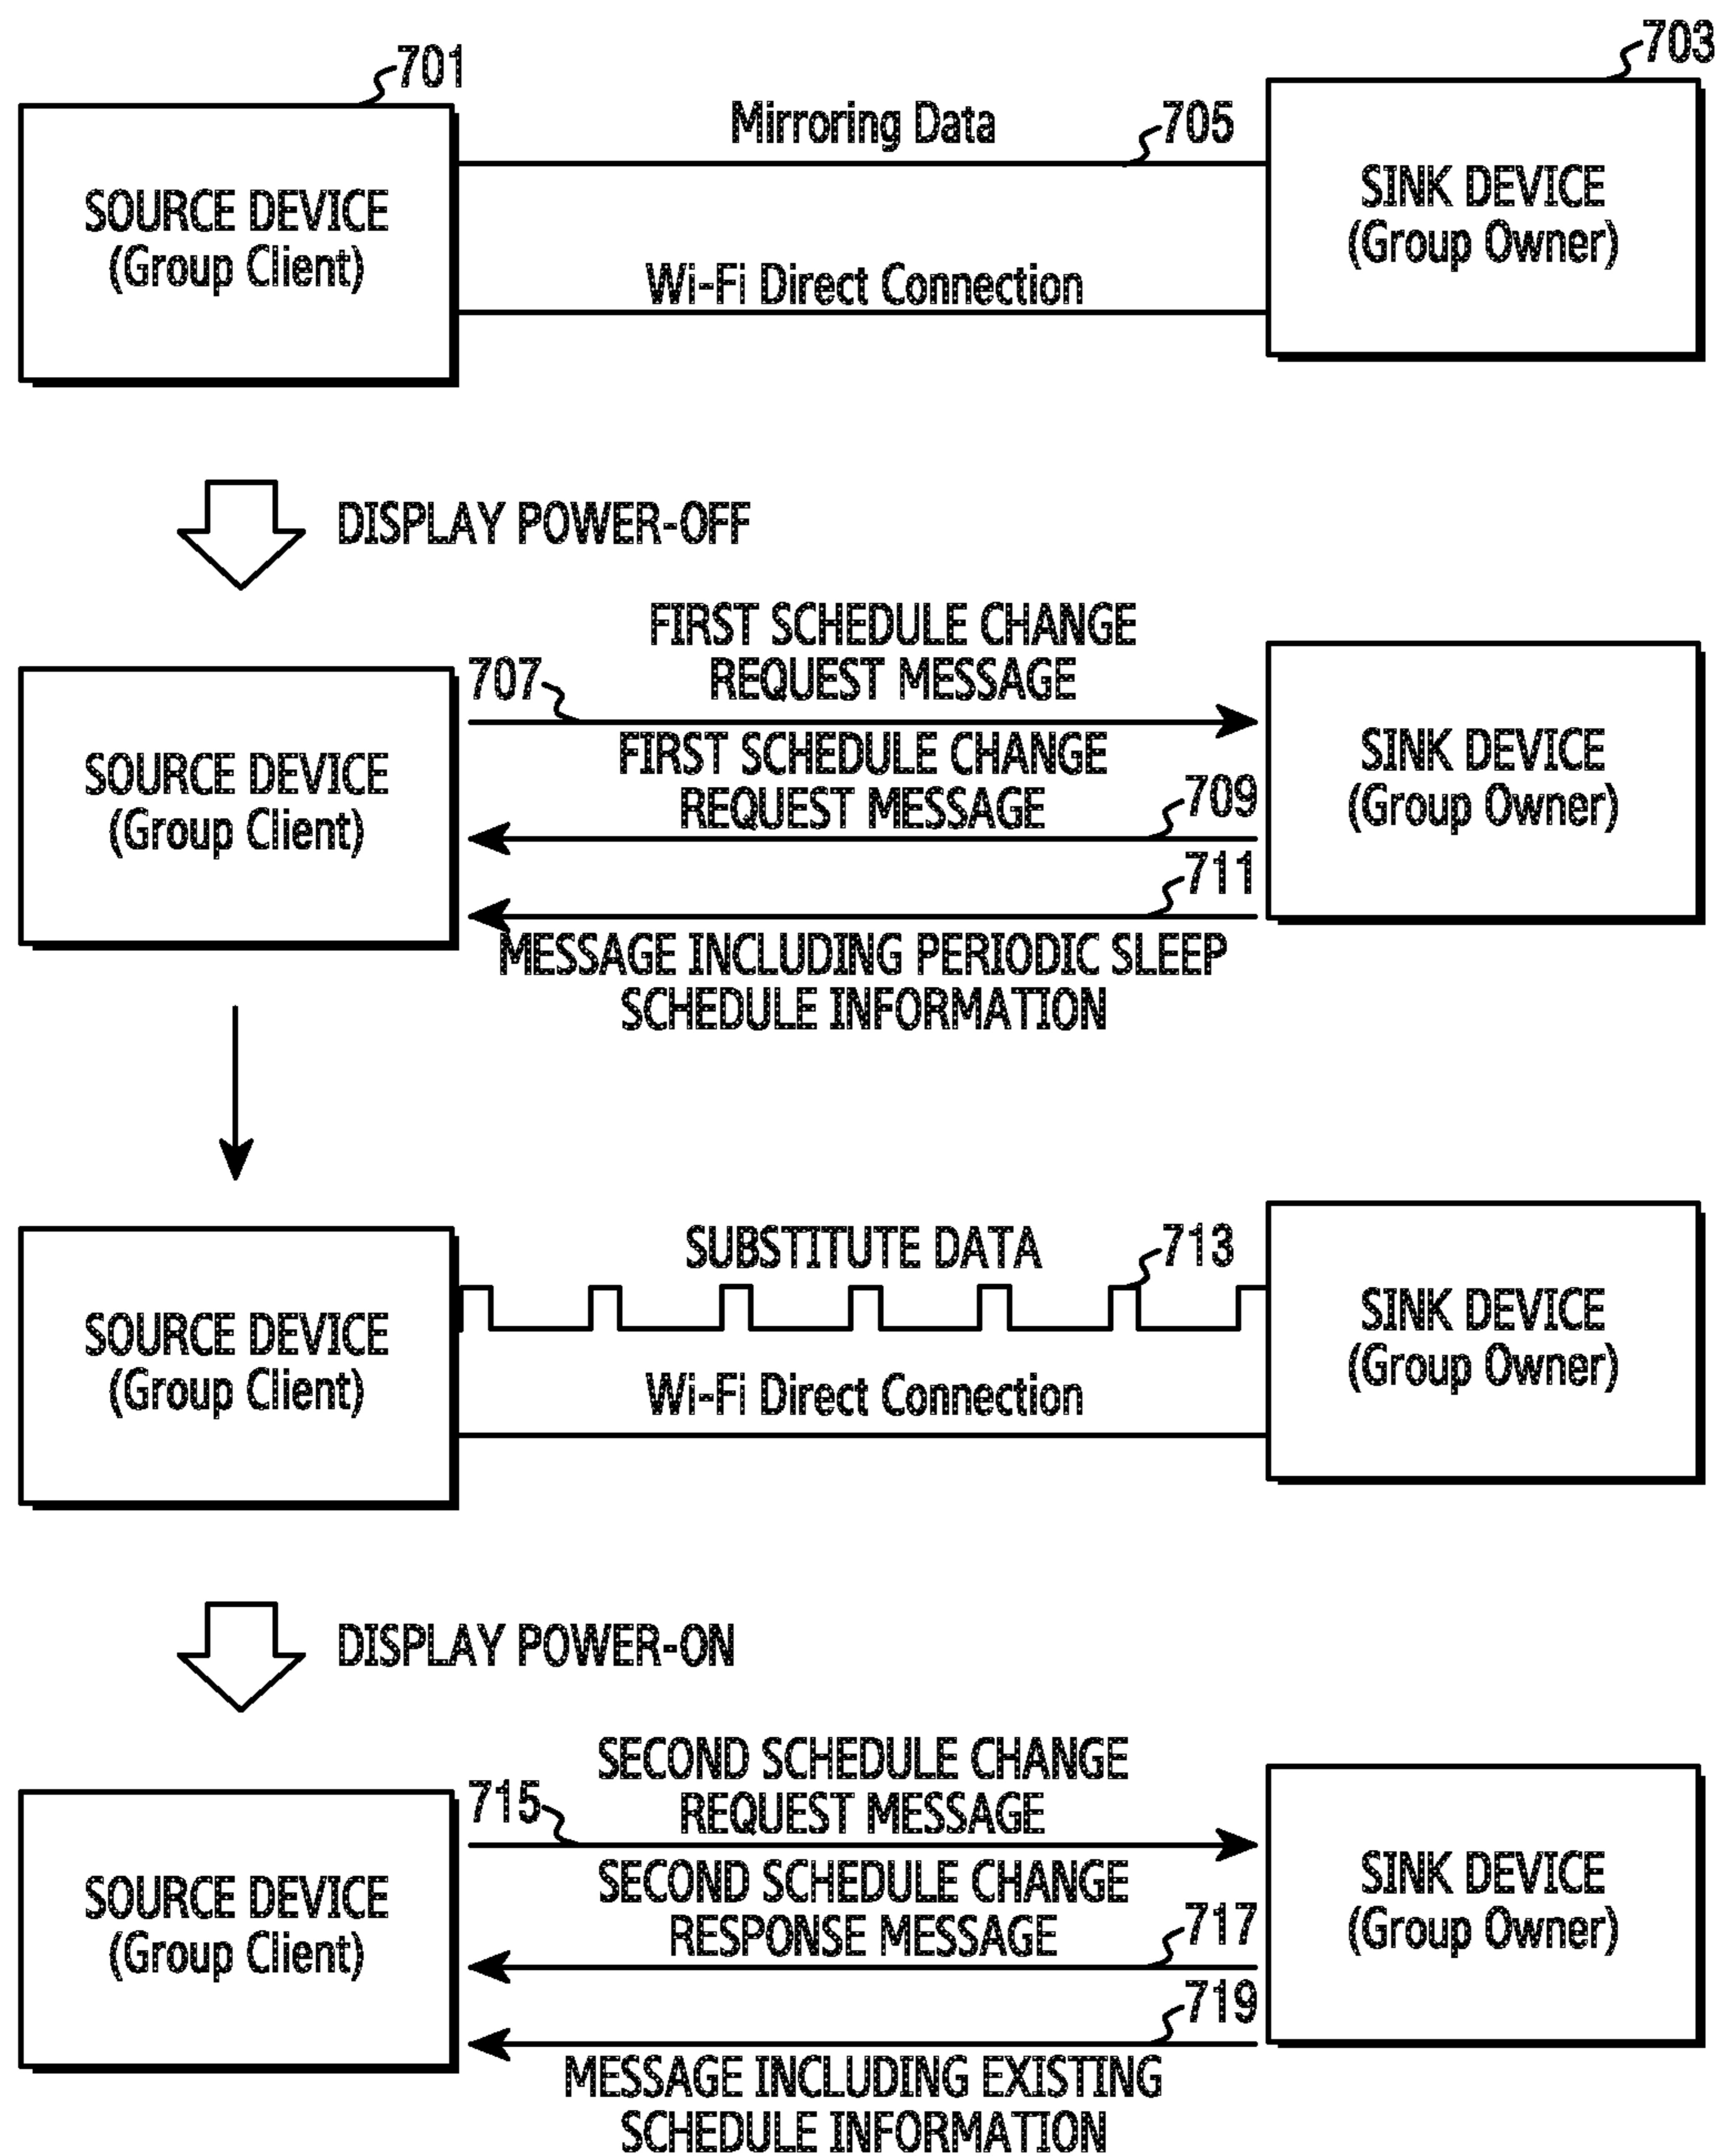 701
703
Mirroring Data
705
SOURCE DEVICE
(Group Client)
SINK DEVICE
(Group Owner)
Wi-Fi Direct Connection
DISPLAY POWER-OFF
FIRST SCHEDULE CHANGE
REQUEST MESSAGE
707
FIRST SCHEDULE CHANGE
REQUEST MESSAGE
709
SOURCE DEVICE
(Group Client)
SINK DEVICE
(Group Owner)
711
MESSAGE INCLUDING PERIODIC SLEEP
SCHEDULE INFORMATION
SUBSTITUTE DATA
713
SOURCE DEVICE
(Group Client)
SINK DEVICE
(Group Owner)
Wi-Fi Direct Connection
DISPLAY POWER-ON
SECOND SCHEDULE CHANGE
REQUEST MESSAGE
715
SECOND SCHEDULE CHANGE
RESPONSE MESSAGE
717
SOURCE DEVICE
(Group Client)
SINK DEVICE
(Group Owner)
719
MESSAGE INCLUDING EXISTING
SCHEDULE INFORMATION